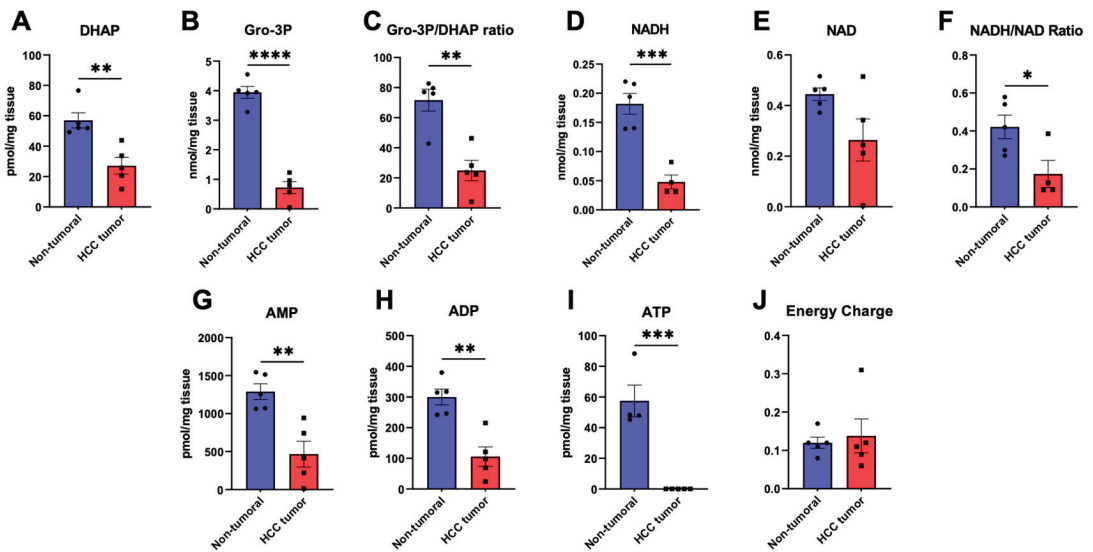 A
DHAP
pmol/mg tissue
100
80
60
40
20
0
**
Non-tumoral
HCC tumor
B
Gro-3P
nmol/mg tissue
5
4
3
2
1
0
****
Non-tumoral
HCC tumor
C
Gro-3P/DHAP ratio
pmol/mg tissue
100
80
60
40
20
0
**
Non-tumoral
HCC tumor
D
NADH
nmol/mg tissue
0.20
0.15
0.10
0.05
0.00
***
Non-tumoral
HCC tumor
E
NAD
nmol/mg tissue
0.6
0.4
0.2
0.0
Non-tumoral
HCC tumor
F
NADH/NAD Ratio
nmol/mg tissue
0.8
0.6
0.4
0.2
0.0
*
Non-tumoral
HCC tumor
G
AMP
pmol/mg tissue
2000
1500
1000
500
0
**
Non-tumoral
HCC tumor
H
ADP
pmol/mg tissue
500
400
300
200
100
0
**
Non-tumoral
HCC tumor
I
ATP
pmol/mg tissue
100
80
60
40
20
0
***
Non-tumoral
HCC tumor
J
Energy Charge
0.4
0.3
0.2
0.1
0.0
Non-tumoral
HCC tumor